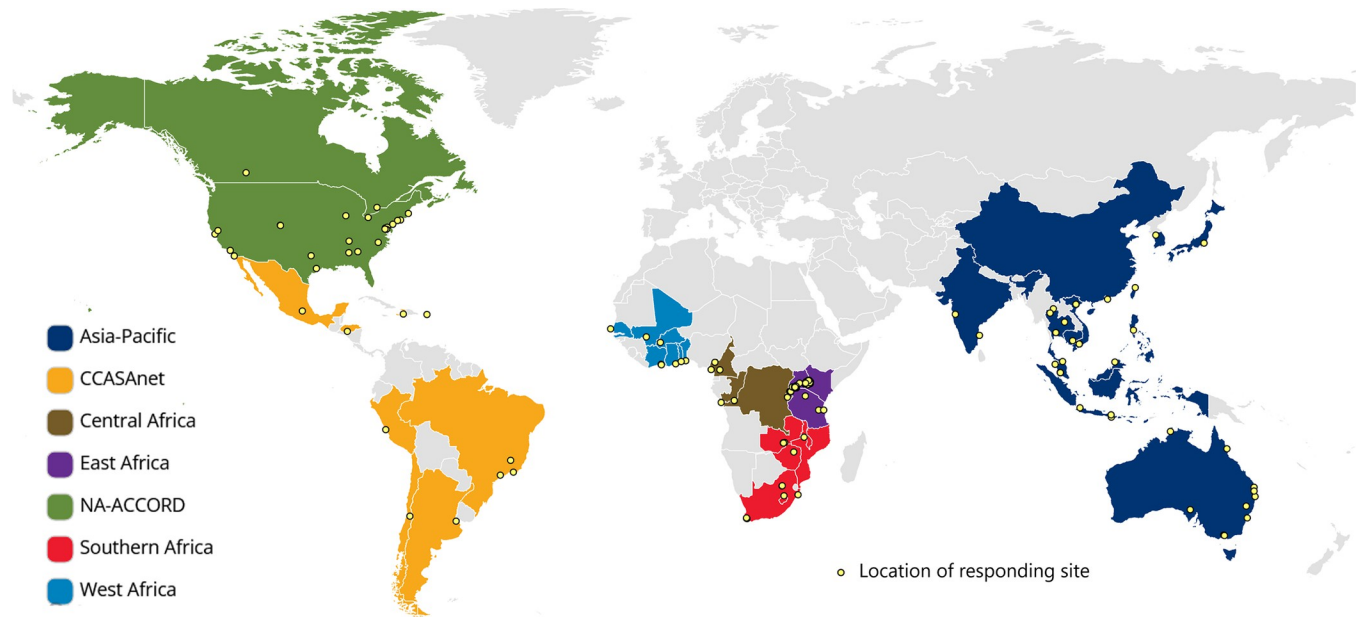 Asia-Pacific
CCASAnet
Central Africa
East Africa
NA-ACCORD
Southern Africa
West Africa
Location of responding site